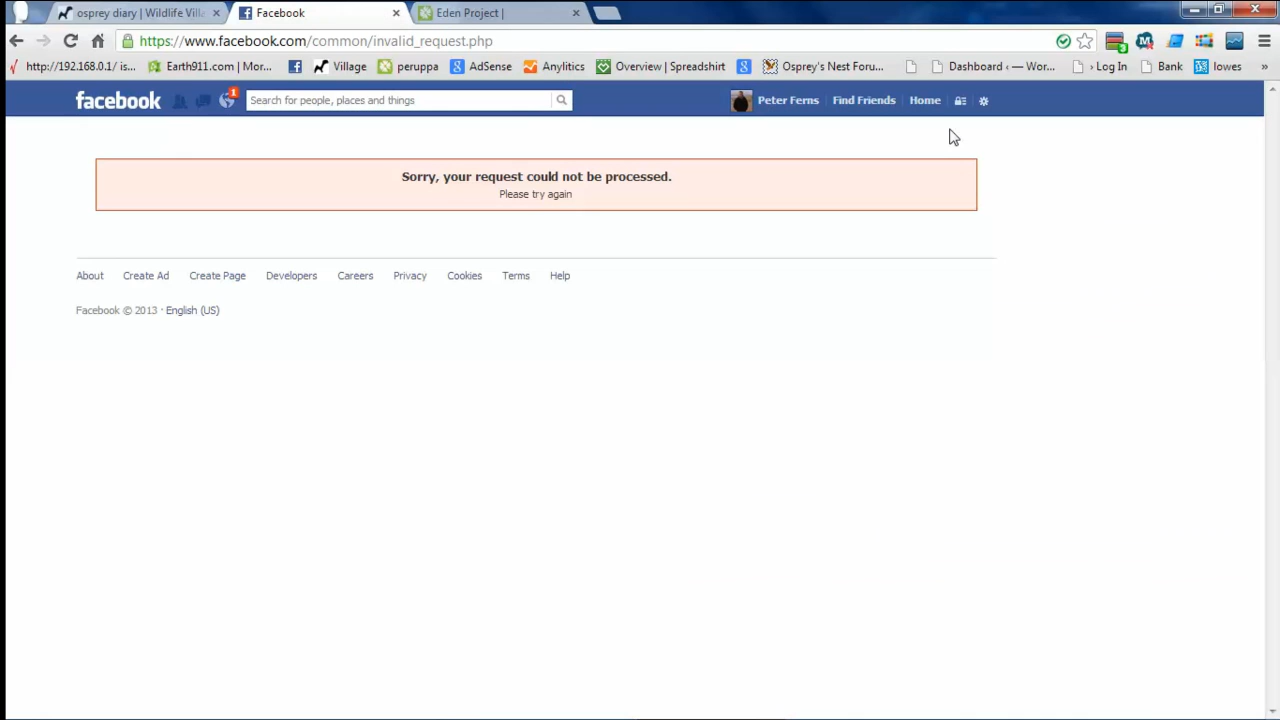 osprey diary | Wildlife Villa
Facebook
Eden Project |
https://www.facebook.com/common/invalid_request.php
http://192.168.0.1/ is...
Earth911.com | Mor...
Village
peruppa
AdSense
Anylitics
Overview | Spreadshirt
Osprey's Nest Foru...
Dashboard ‹ — Wor...
› Log In
Bank
lowes
»
facebook
1
Search for people, places and things
Peter Ferns
Find Friends
Home
Sorry, your request could not be processed.
Please try again
About Create Ad Create Page Developers Careers Privacy Cookies Terms Help
Facebook © 2013 · English (US)